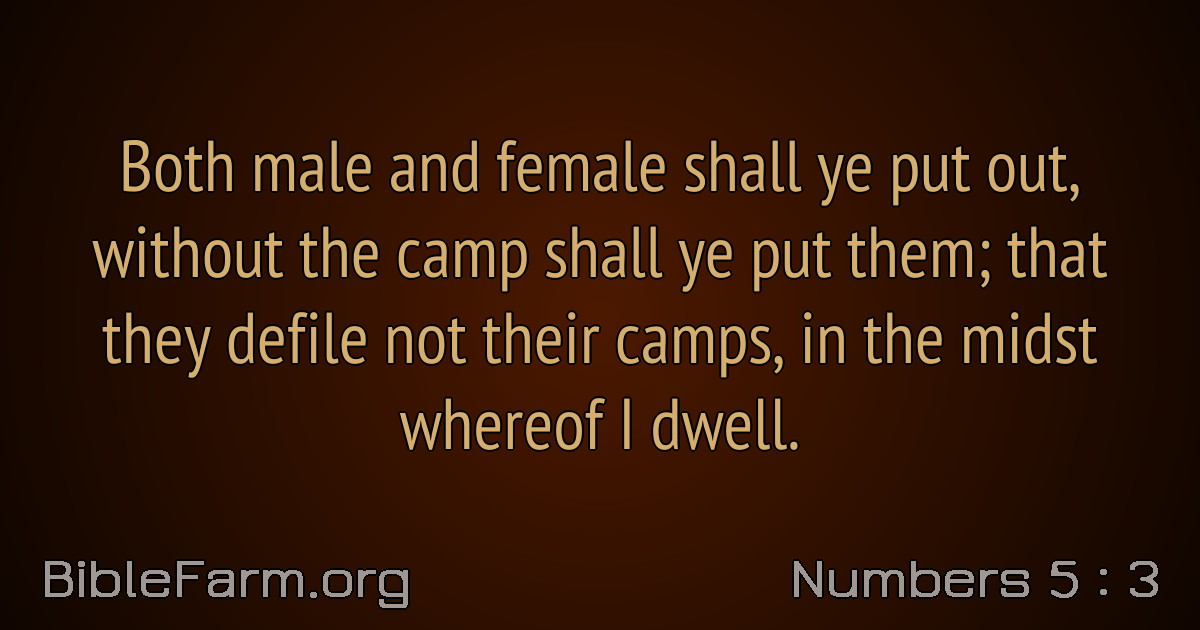 Both male and female shall ye put out,
without the camp shall ye put them; that
they defile not their camps, in the midst
whereof I dwell.
BibleFarm.org
Numbers 5 : 3